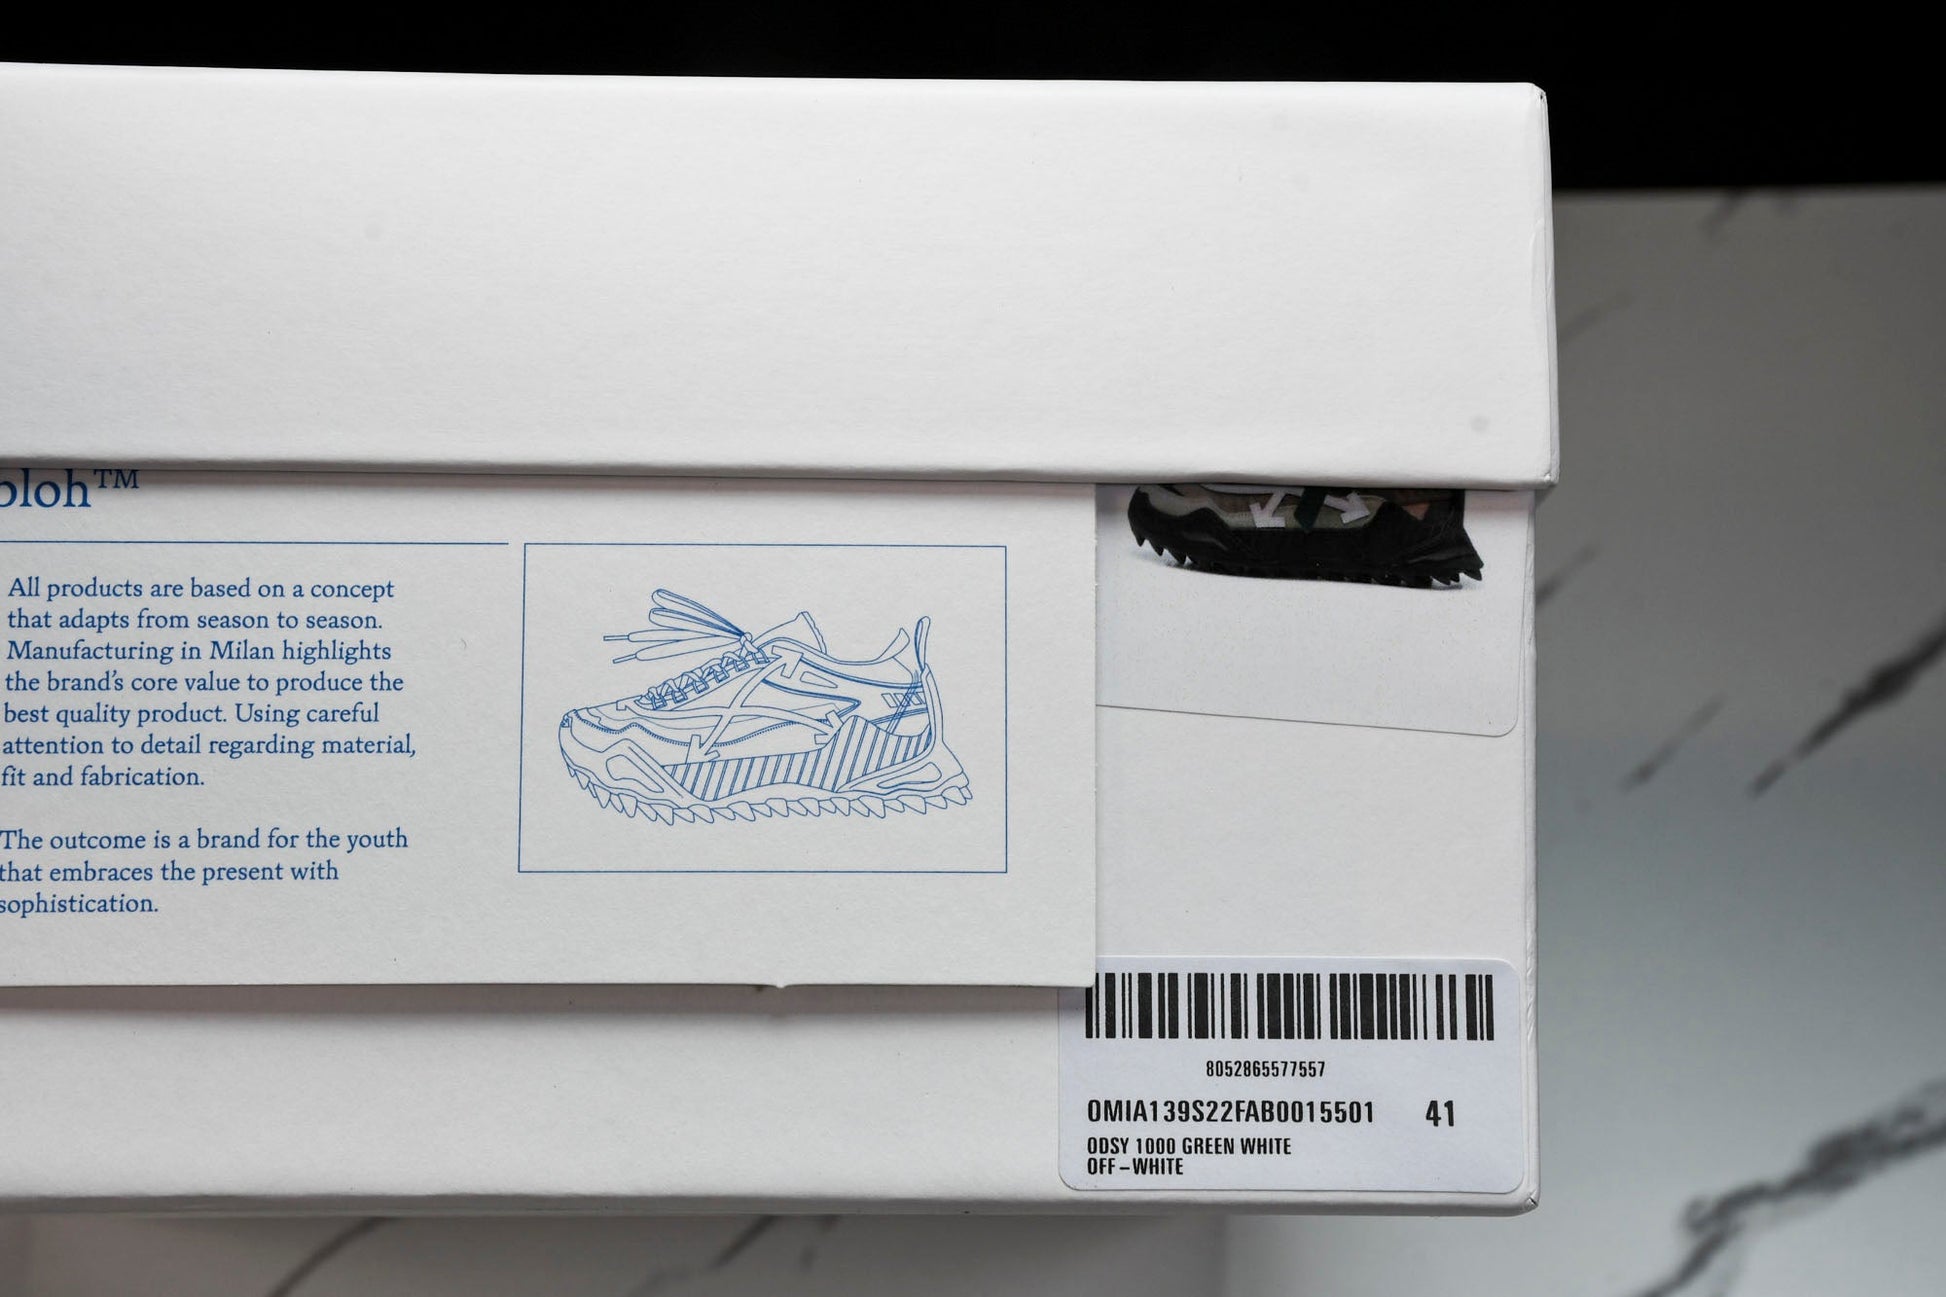 bloh™
All products are based on a concept
that adapts from season to season.
Manufacturing in Milan highlights
the brand's core value to produce the
best quality product. Using careful
attention to detail regarding material,
fit and fabrication.
The outcome is a brand for the youth
that embraces the present with
sophistication.
8052865577557
OMIA139S22FAB0015501 41
ODSY 1000 GREEN WHITE
OFF-WHITE